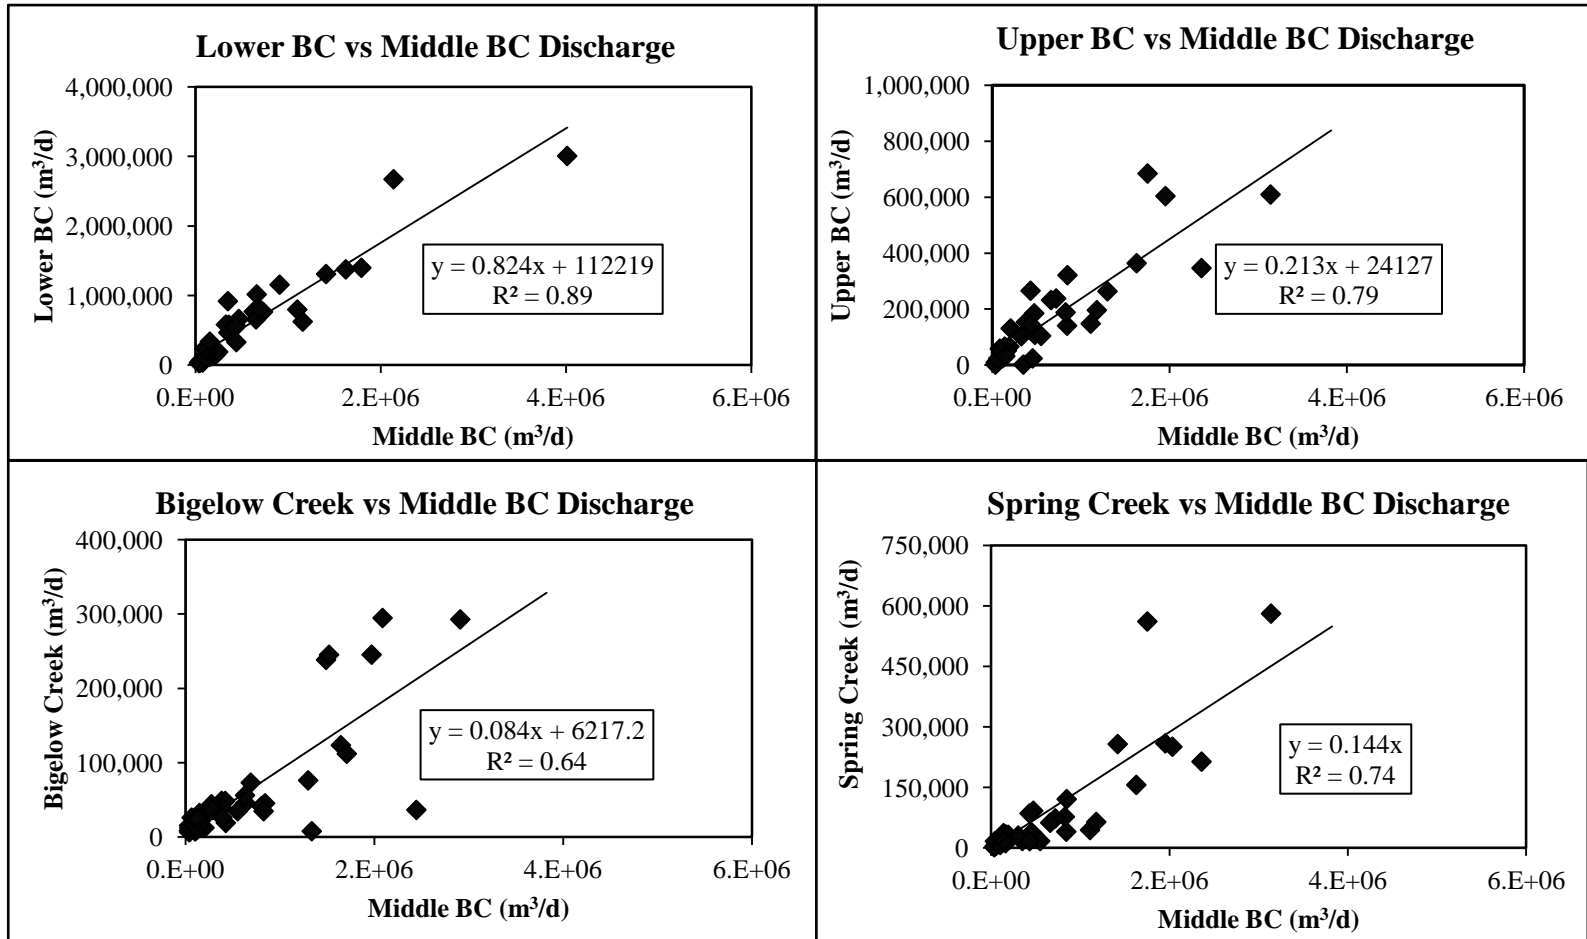 Lower BC vs Middle BC Discharge
4,000,000
3,000,000
2,000,000
1,000,000
0
Lower BC (m³/d)
y = 0.824x + 112219
R² = 0.89
0.E+00 2.E+06 4.E+06 6.E+06
Middle BC (m³/d)
Upper BC vs Middle BC Discharge
1,000,000
800,000
600,000
400,000
200,000
0
Upper BC (m³/d)
y = 0.213x + 24127
R² = 0.79
0.E+00 2.E+06 4.E+06 6.E+06
Middle BC (m³/d)
Bigelow Creek vs Middle BC Discharge
400,000
300,000
200,000
100,000
0
Bigelow Creek (m³/d)
y = 0.084x + 6217.2
R² = 0.64
0.E+00 2.E+06 4.E+06 6.E+06
Middle BC (m³/d)
Spring Creek vs Middle BC Discharge
750,000
600,000
450,000
300,000
150,000
0
Spring Creek (m³/d)
y = 0.144x
R² = 0.74
0.E+00 2.E+06 4.E+06 6.E+06
Middle BC (m³/d)